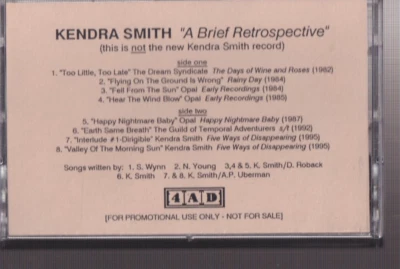 KENDRA SMITH "A Brief Retrospective"
(this is not the new Kendra Smith record)
side one
1. "Too Little, Too Late" The Dream Syndicate The Days of Wine and Roses (1982)
2. "Flying On The Ground Is Wrong" Rainy Day (1984)
3. "Fell From The Sun" Opal Early Recordings (1984)
4. "Hear The Wind Blow" Opal Early Recordings (1985)
side two
5. "Happy Nightmare Baby" Opal Happy Nightmare Baby (1987)
6. "Earth Same Breath" The Guild of Temporal Adventurers s/t (1992)
7. "Interlude #1-Dirigible" Kendra Smith Five Ways of Disappearing (1995)
8. "Valley Of The Morning Sun" Kendra Smith Five Ways of Disappearing (1995)
Songs written by: 1. S. Wynn 2. N. Young 3,4 & 5. K. Smith/D. Roback
6. K. Smith 7. & 8. K. Smith/A.P. Uberman
4AD
[FOR PROMOTIONAL USE ONLY - NOT FOR SALE]